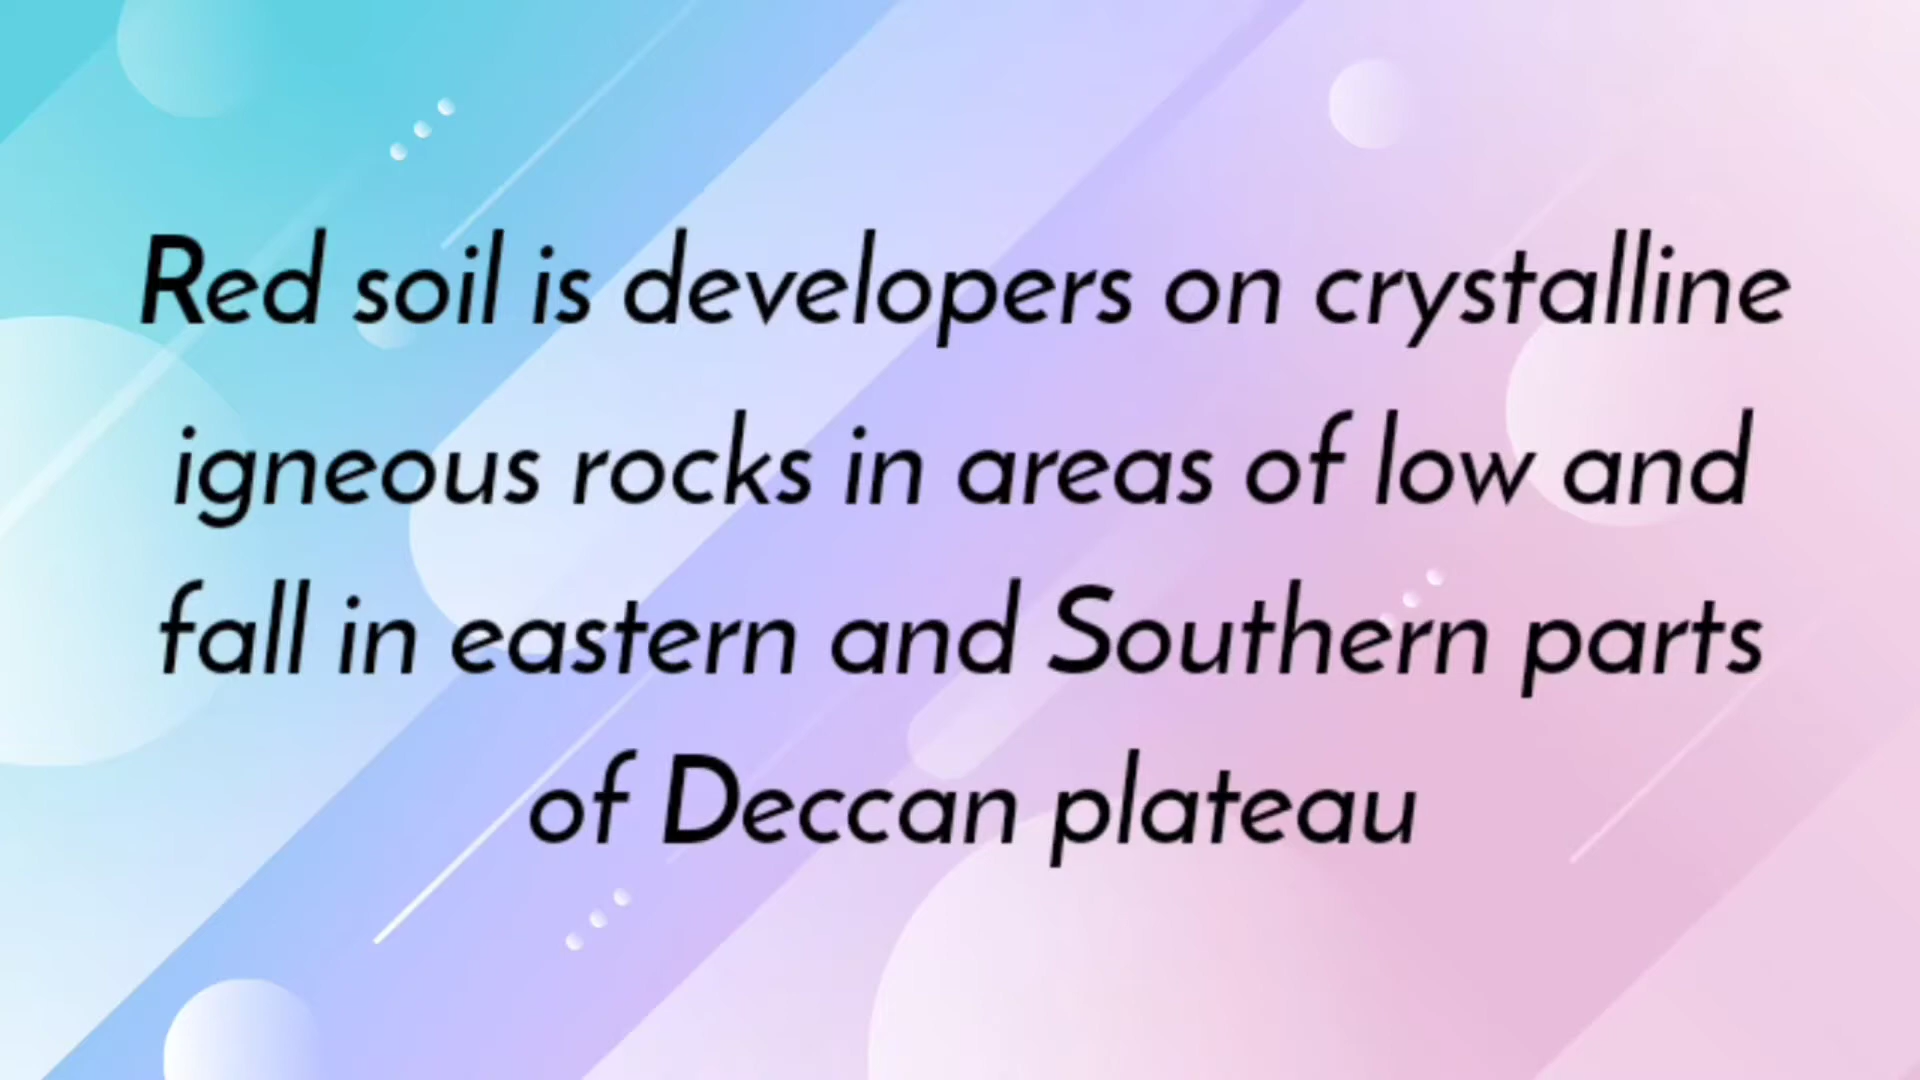 Red soil is developers on crystalline
igneous rocks in areas of low and
fall in eastern and Southern parts
of Deccan plateau